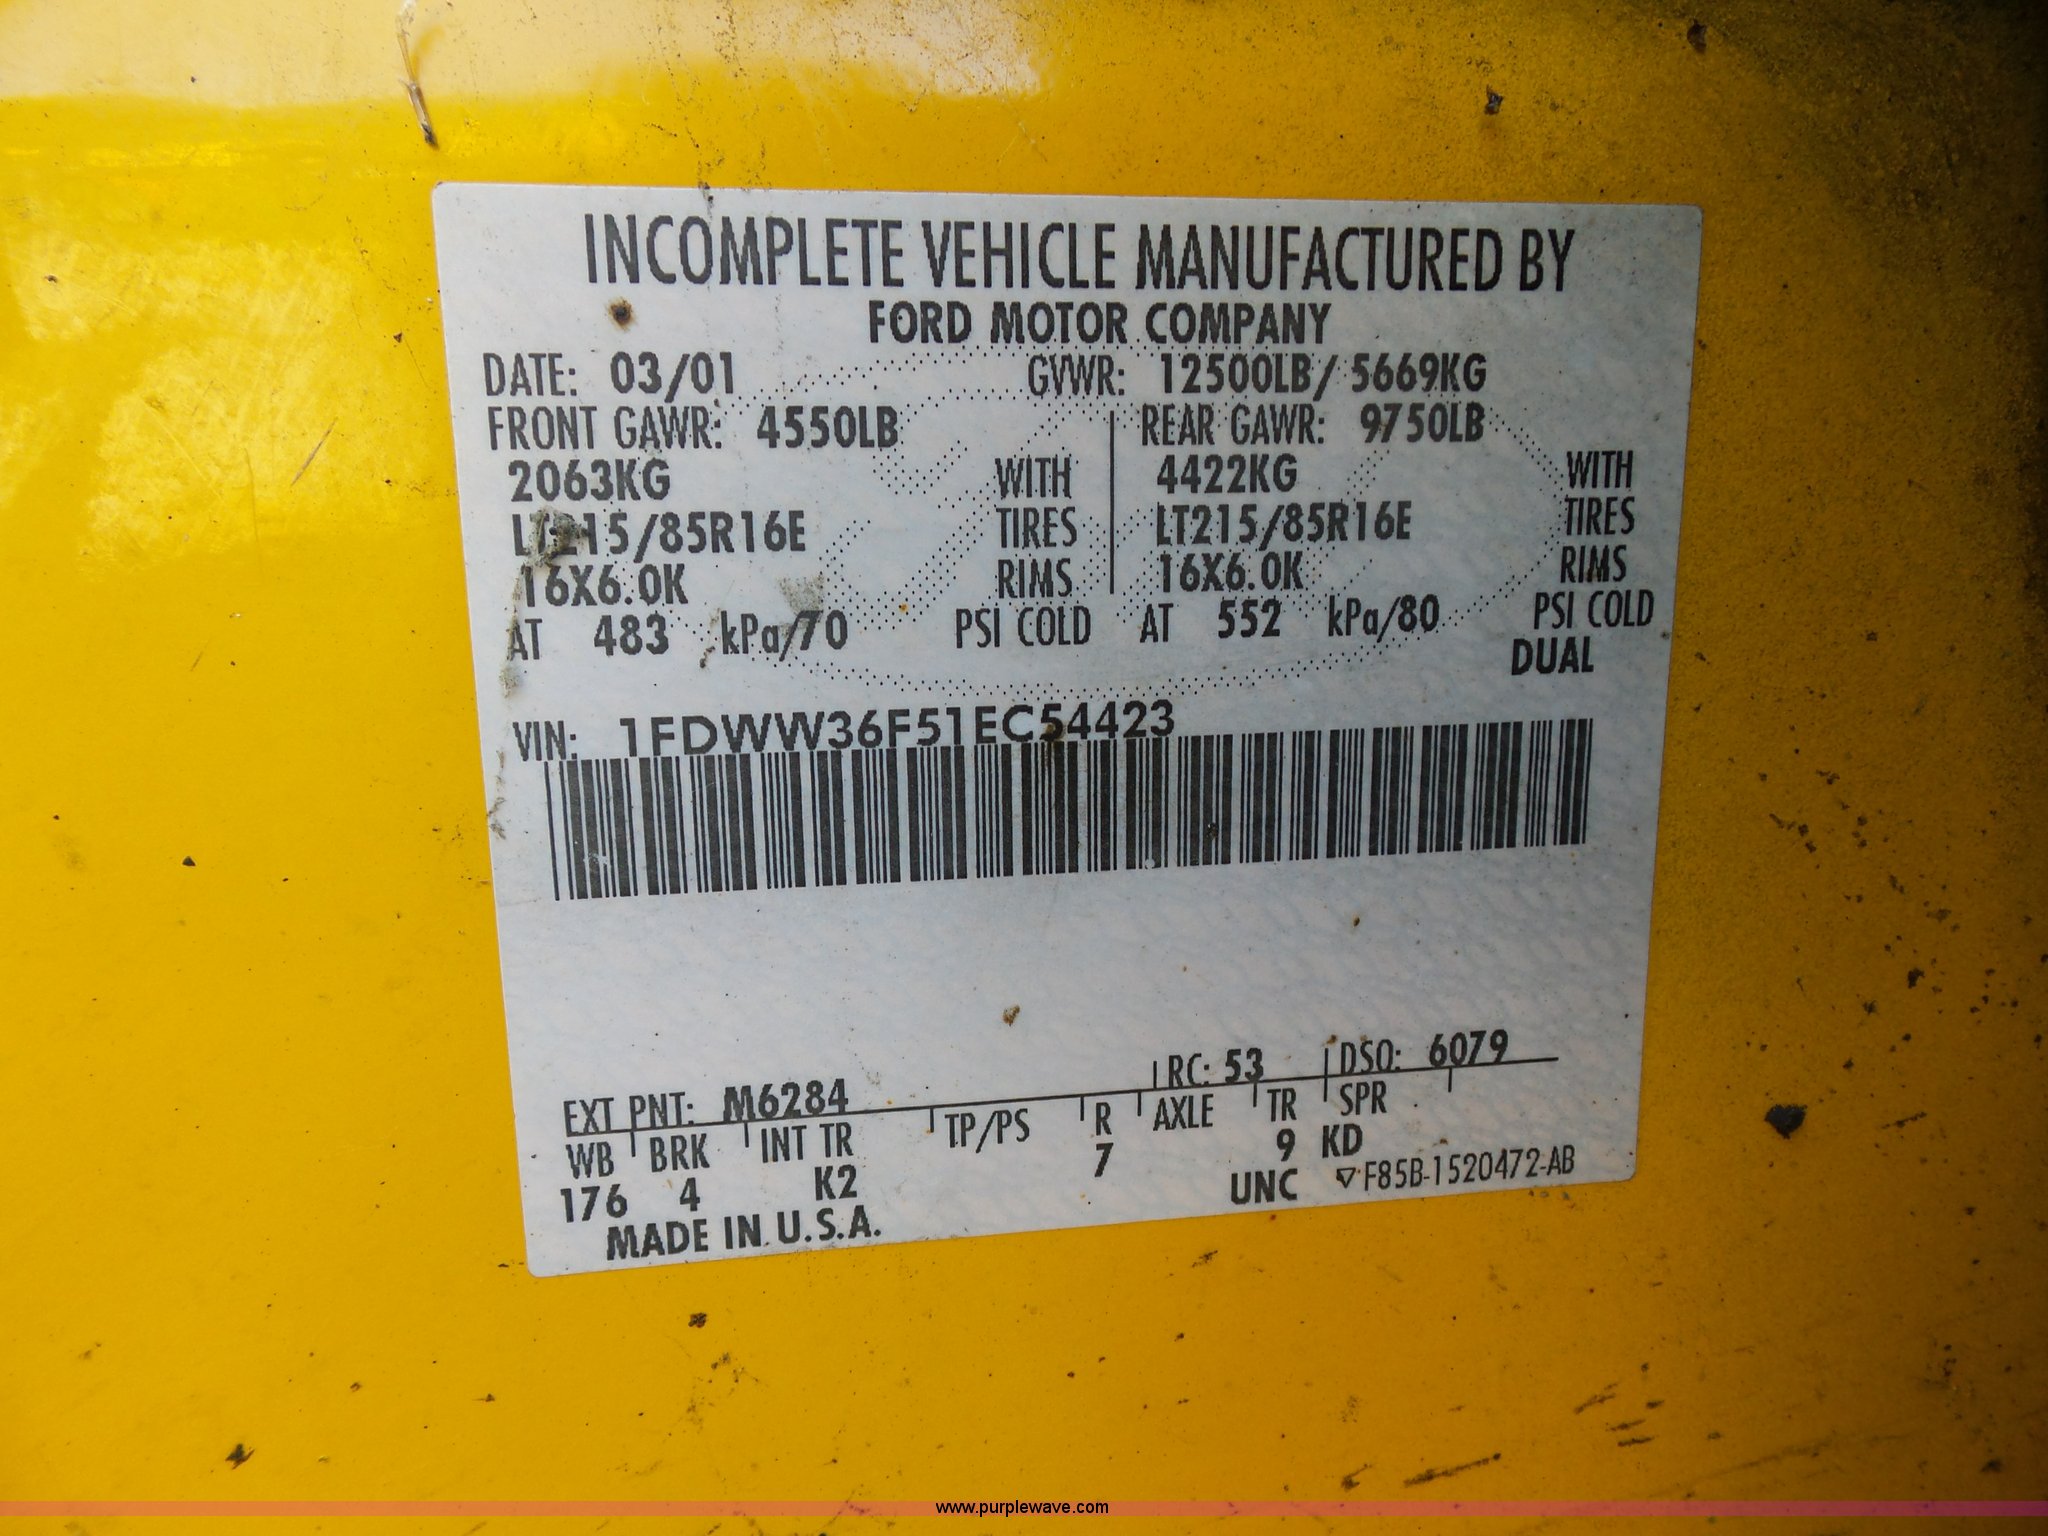 INCOMPLETE VEHICLE MANUFACTURED BY
FORD MOTOR COMPANY
DATE: 03/01 GVWR: 12500LB/ 5669KG
FRONT GAWR: 4550LB REAR GAWR: 9750LB
2063KG WITH 4422KG WITH
LT215/85R16E TIRES LT215/85R16E TIRES
16X6.0K RIMS 16X6.0K RIMS
AT 483 kPa/70 PSI COLD AT 552 kPa/80 PSI COLD
DUAL
VIN: 1FDWW36F51EC54423
EXT PNT: M6284 RC: 53 DSO: 6079
WB BRK INT TR TP/PS R AXLE TR SPR
176 4 K2 7 9 KD
UNC F85B-1520472-AB
MADE IN U.S.A.
www.purplewave.com